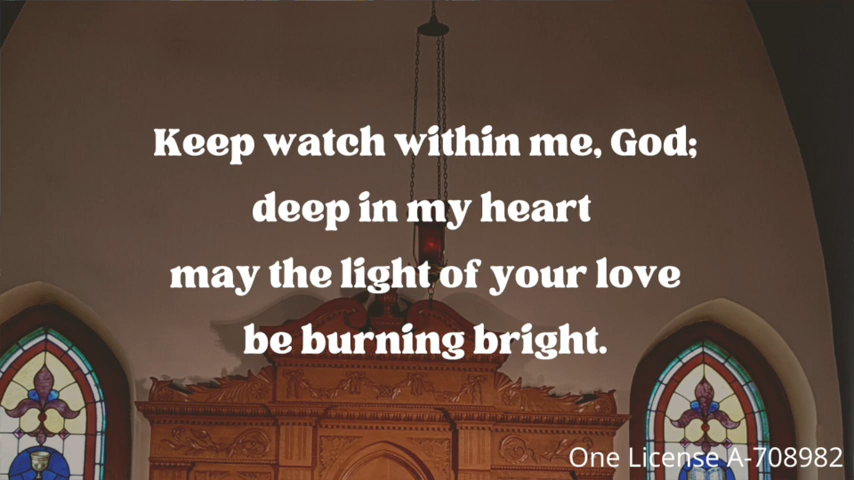 Keep watch within me, God;
deep in my heart
may the light of your love
be burning bright.
One License A-708982